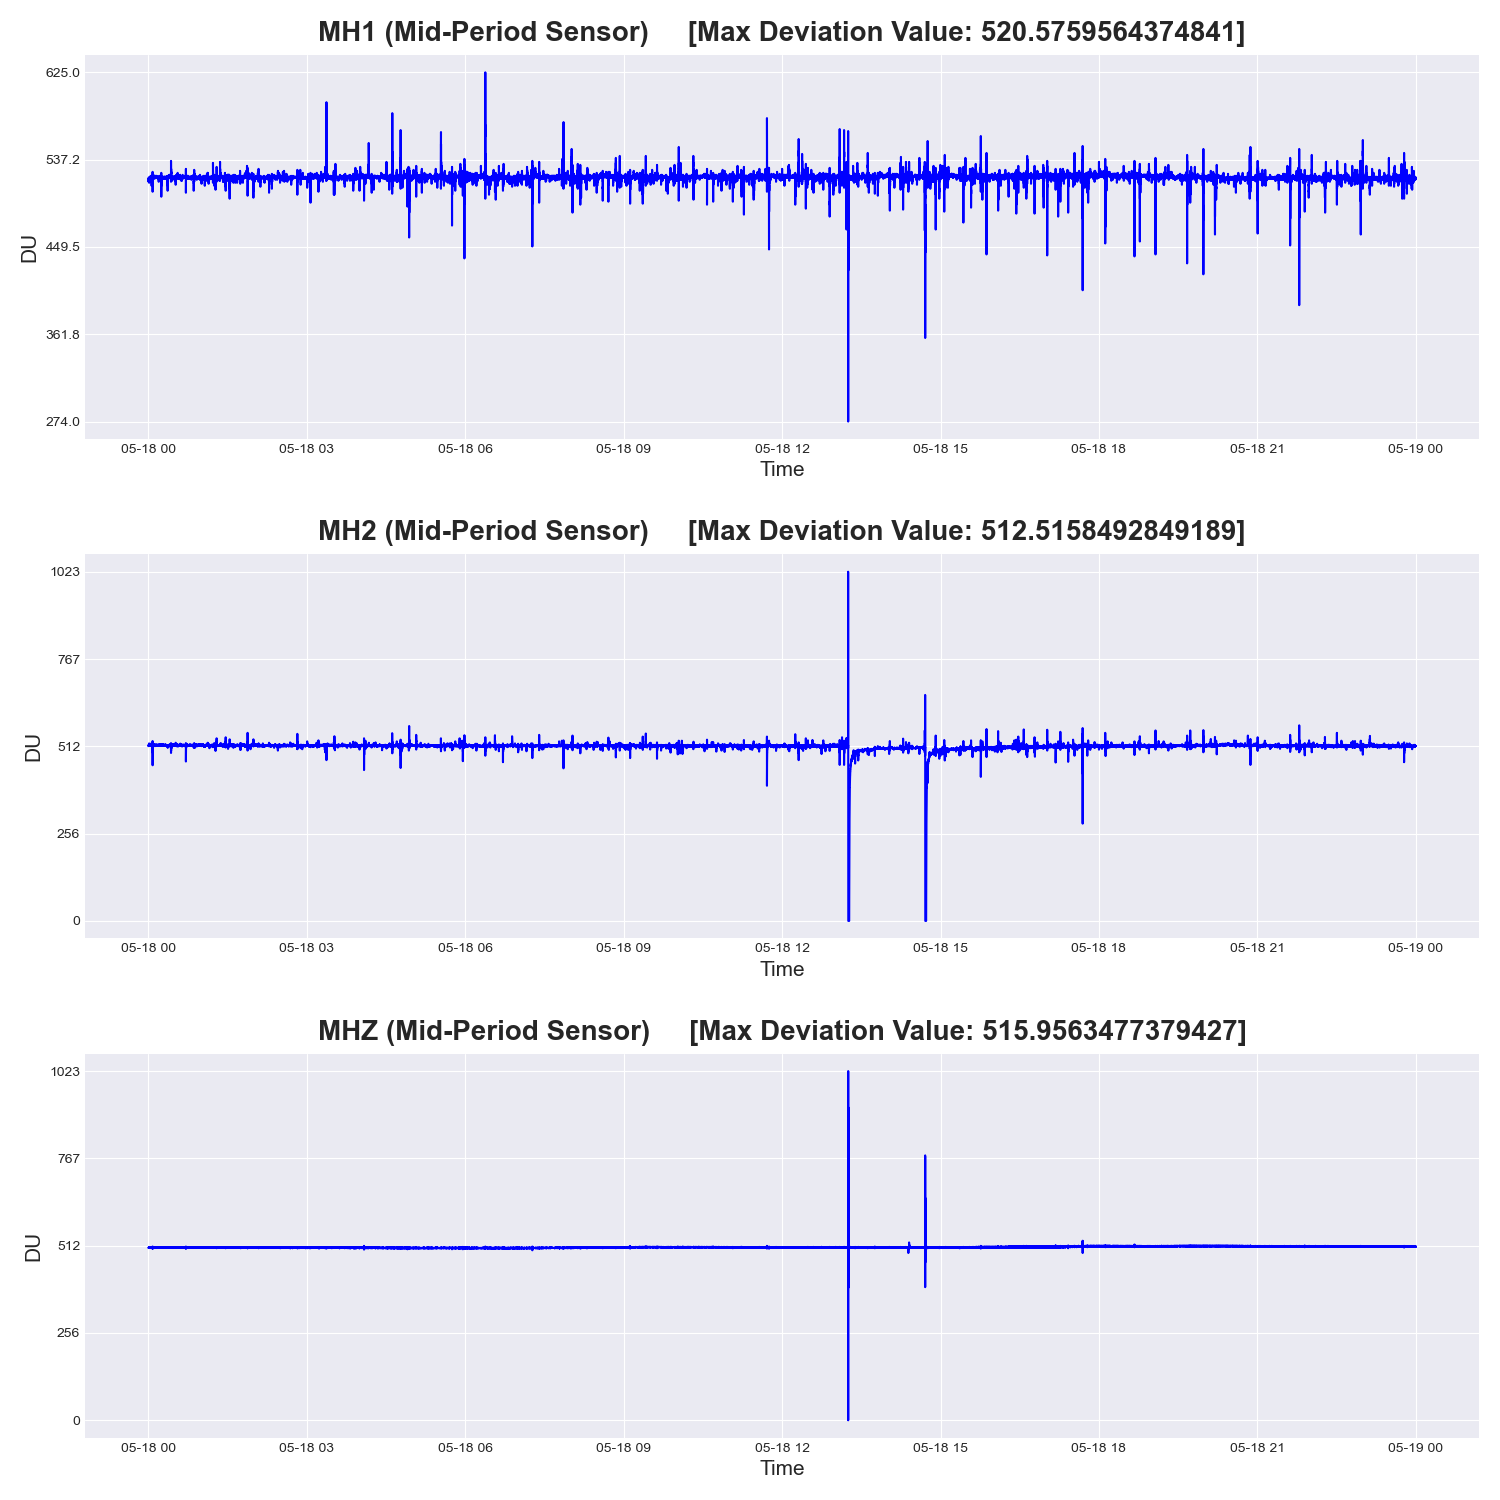 MH1 (Mid-Period Sensor) [Max Deviation Value: 520.5759564374841]
625.0
537.2
449.5
361.8
274.0
DU
05-18 00 05-18 03 05-18 06 05-18 09 05-18 12 05-18 15 05-18 18 05-18 21 05-19 00
Time
MH2 (Mid-Period Sensor) [Max Deviation Value: 512.5158492849189]
1023
767
512
256
0
DU
05-18 00 05-18 03 05-18 06 05-18 09 05-18 12 05-18 15 05-18 18 05-18 21 05-19 00
Time
MHZ (Mid-Period Sensor) [Max Deviation Value: 515.9563477379427]
1023
767
512
256
0
DU
05-18 00 05-18 03 05-18 06 05-18 09 05-18 12 05-18 15 05-18 18 05-18 21 05-19 00
Time